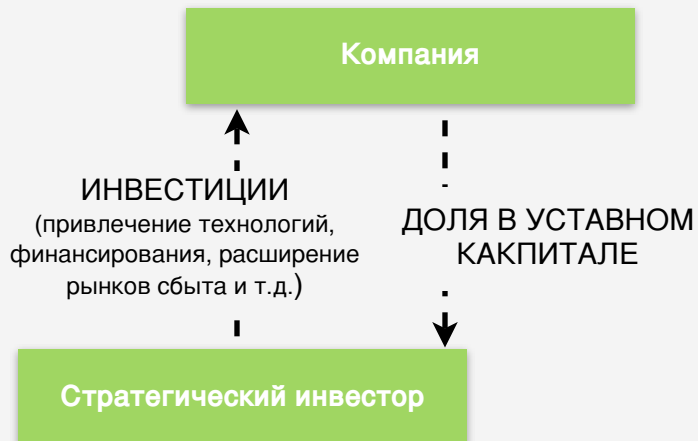 Компания
ИНВЕСТИЦИИ
(привлечение технологий,
финансирования, расширение
рынков сбыта и т.д.)
ДОЛЯ В УСТАВНОМ
КАКПИТАЛЕ
Стратегический инвестор